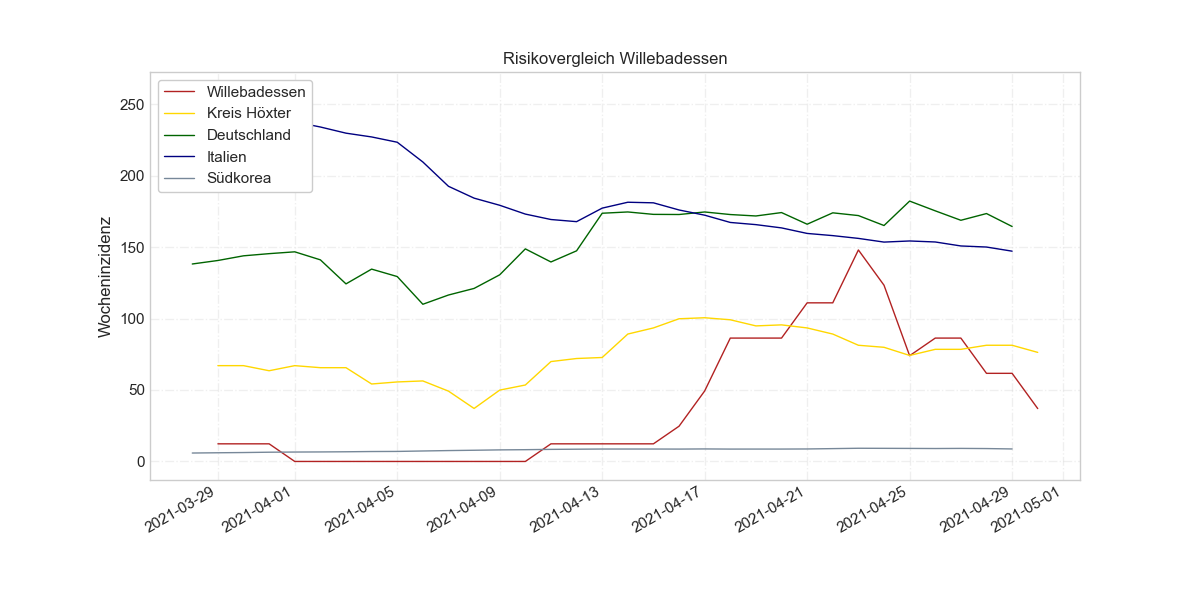 Risikovergleich Willebadessen
Willebadessen
Kreis Höxter
Deutschland
Italien
Südkorea
Wocheninzidenz
250
200
150
100
50
0
2021-03-29
2021-04-01
2021-04-05
2021-04-09
2021-04-13
2021-04-17
2021-04-21
2021-04-25
2021-04-29
2021-05-01